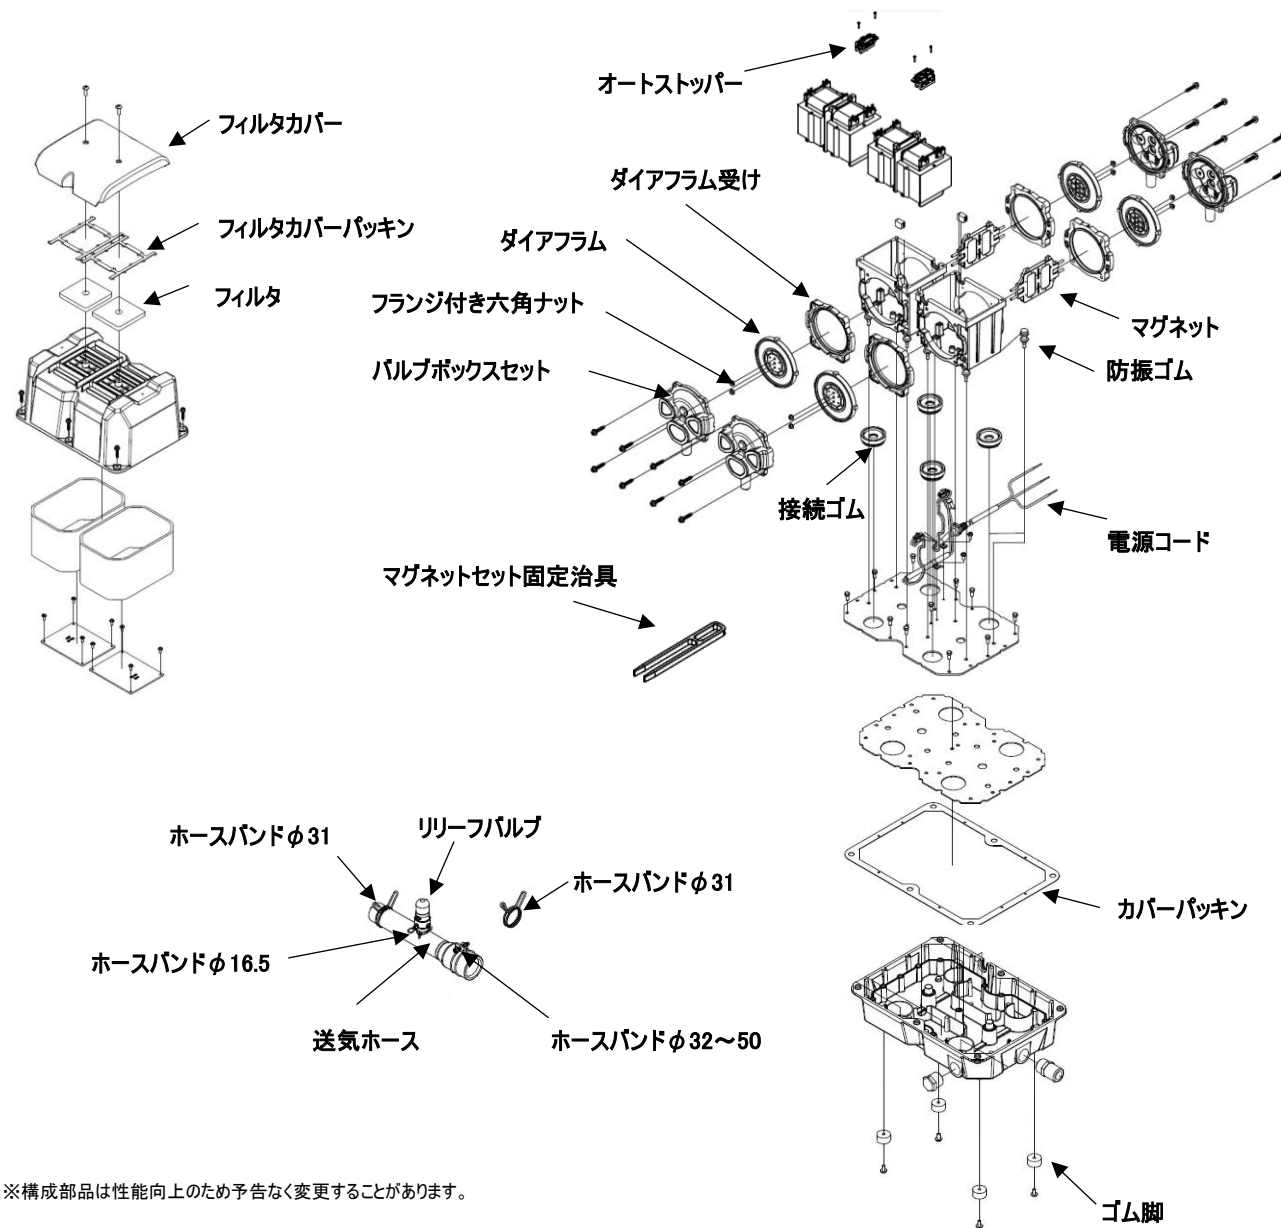 オートストッパー
フィルタカバー
ダイアフラム受け
フィルタカバーパッキン
ダイアフラム
フィルタ
フランジ付き六角ナット
マグネット
バルブボックスセット
防振ゴム
接続ゴム
電源コード
マグネットセット固定治具
ホースバンドφ31
リリーフバルブ
ホースバンドφ31
カバーパッキン
ホースバンドφ16.5
送気ホース
ホースバンドφ32～50
※構成部品は性能向上のため予告なく変更することがあります。
ゴム脚